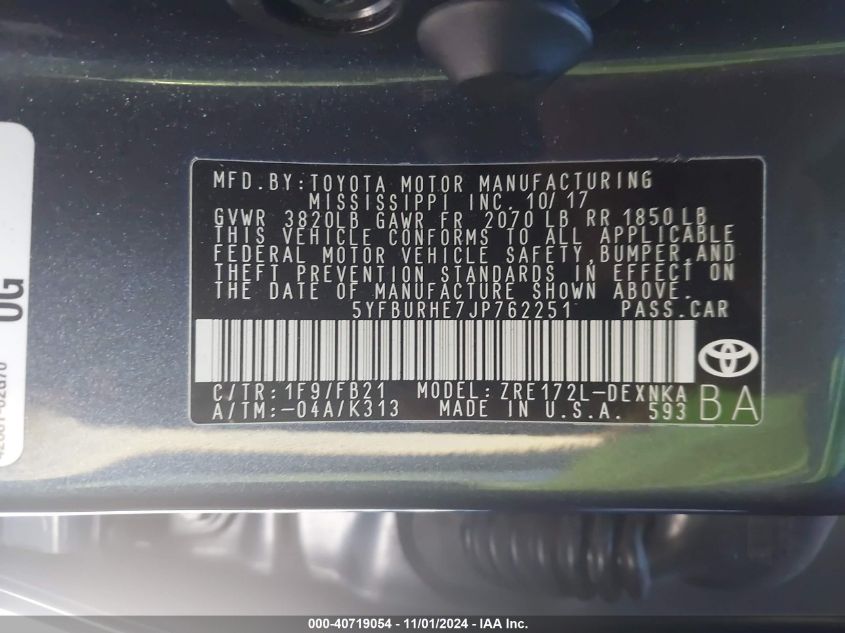 MFD.BY:TOYOTA MOTOR MANUFACTURING
MISSISSIPPI INC. 10/17
GVWR 3820LB GAWR FR 2070 LB RR 1850 LB
THIS VEHICLE CONFORMS TO ALL APPLICABLE
FEDERAL MOTOR VEHICLE SAFETY, BUMPER, AND
THEFT PREVENTION STANDARDS IN EFFECT ON
THE DATE OF MANUFACTURE SHOWN ABOVE.
5YFBURHE7JP762251 PASS.CAR
C/TR: 1F9/FB21 MODEL: ZRE172L-DEXNKA
A/TM: -04A/K313 MADE IN U.S.A. 593 BA
0G
000-40719054 - 11/01/2024 - IAA Inc.